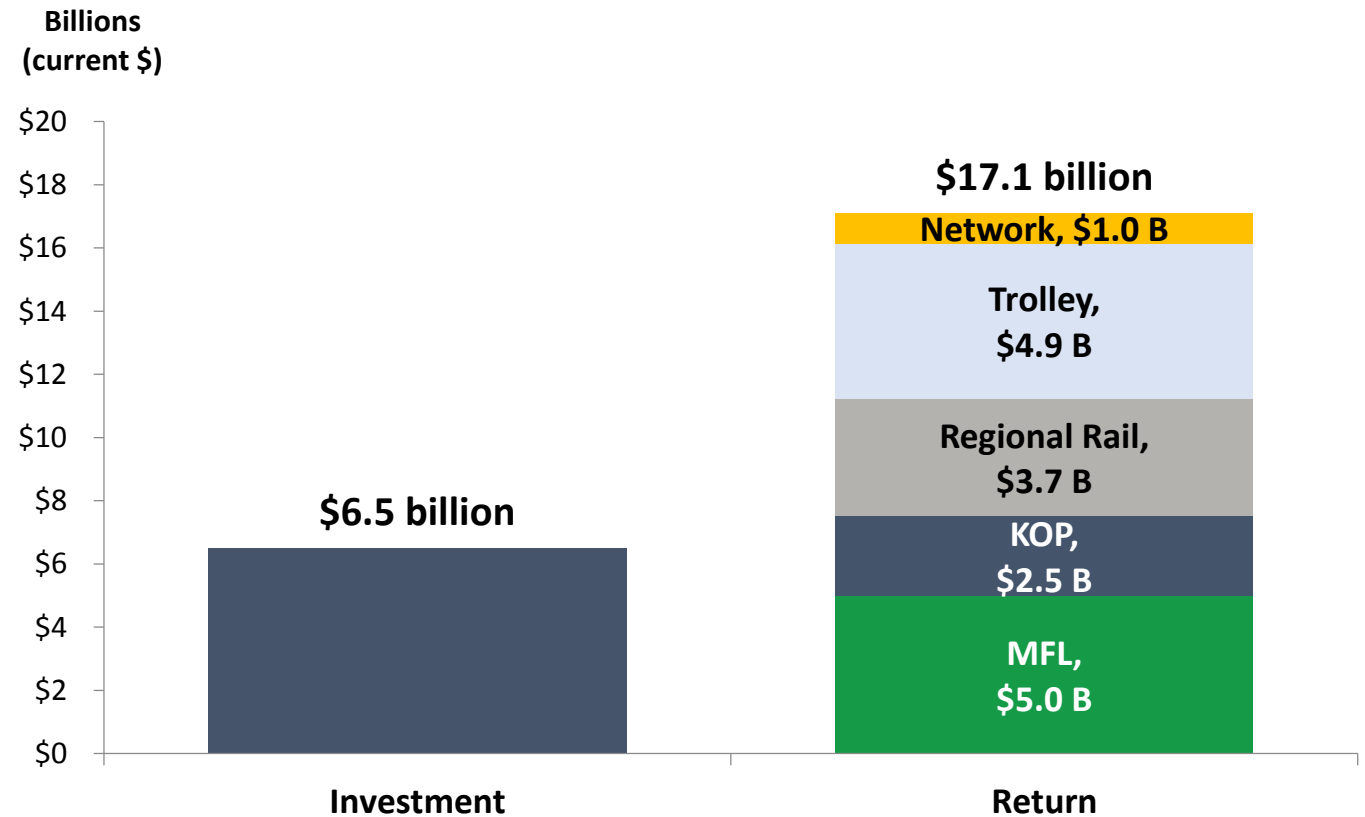 Billions
(current $)
$20
$18
$16
$14
$12
$10
$8
$6
$4
$2
$0
$6.5 billion
$17.1 billion
Network, $1.0 B
Trolley,
$4.9 B
Regional Rail,
$3.7 B
KOP,
$2.5 B
MFL,
$5.0 B
Investment
Return